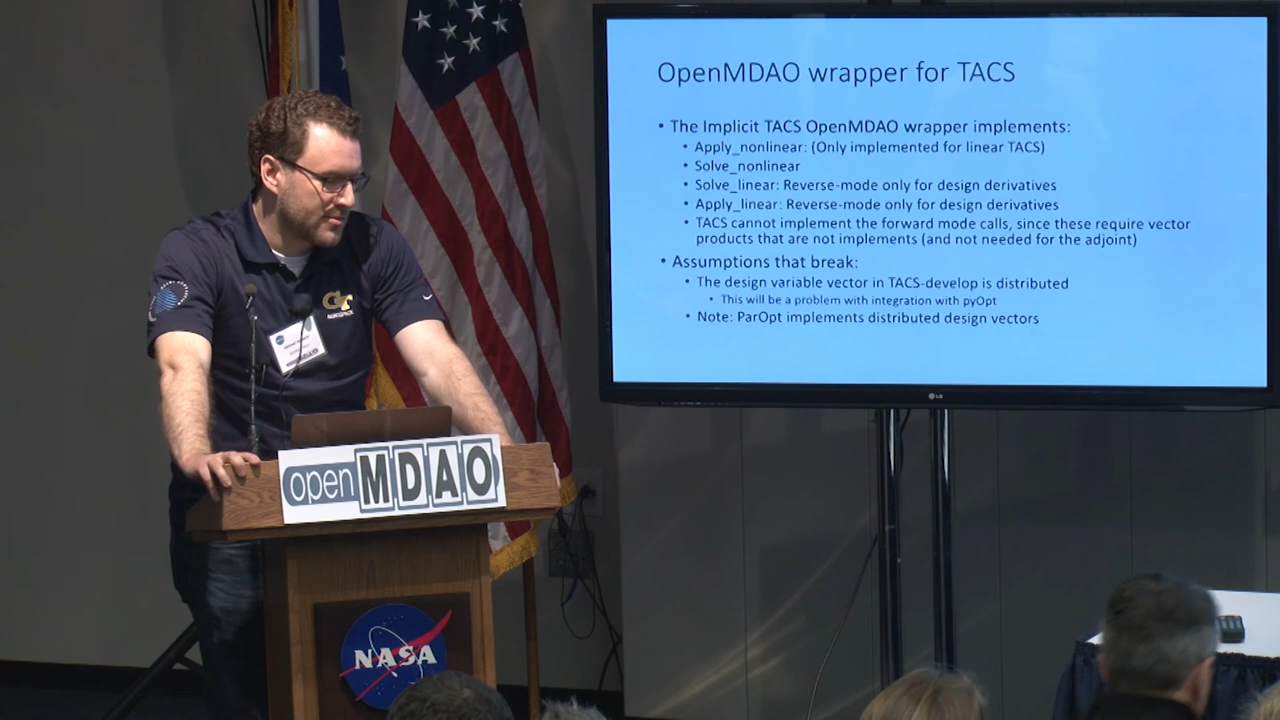 OpenMDAO wrapper for TACS
• The Implicit TACS OpenMDAO wrapper implements:
• Apply_nonlinear: (Only implemented for linear TACS)
• Solve_nonlinear
• Solve_linear: Reverse-mode only for design derivatives
• Apply_linear: Reverse-mode only for design derivatives
• TACS cannot implement the forward mode calls, since these require vector
products that are not implements (and not needed for the adjoint)
• Assumptions that break:
• The design variable vector in TACS-develop is distributed
• This will be a problem with integration with pyOpt
• Note: ParOpt implements distributed design vectors
LG
GT
AEROSPACE
open MDAO
NASA